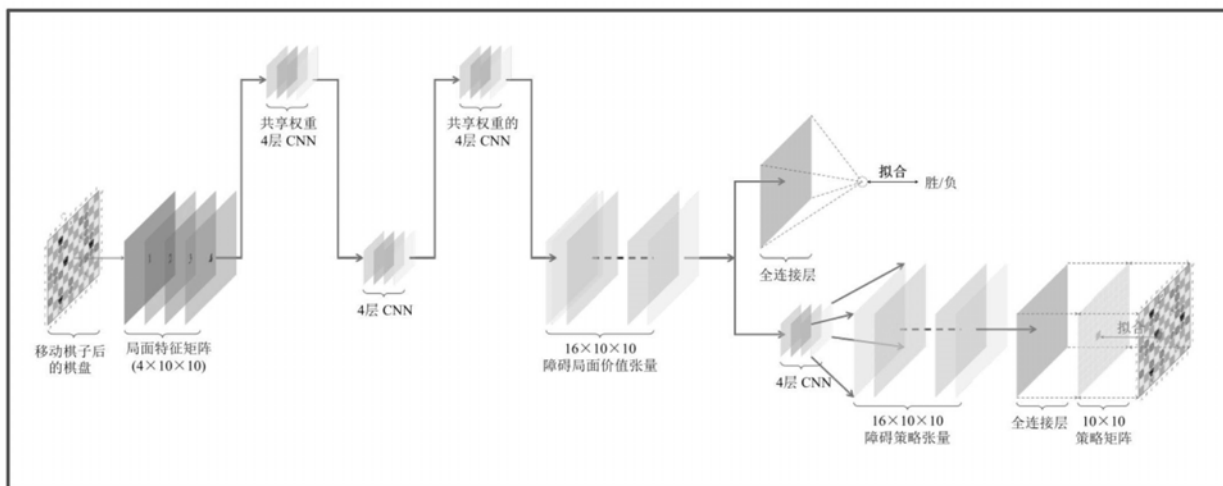 共享权重
4层 CNN
共享权重的
4层 CNN
拟合
胜/负
全连接层
4层 CNN
1
2
3
4
移动棋子后
的棋盘
局面特征矩阵
(4×10×10)
16×10×10
障碍局面价值张量
4层 CNN
拟合
16×10×10
障碍策略张量
全连接层
10×10
策略矩阵